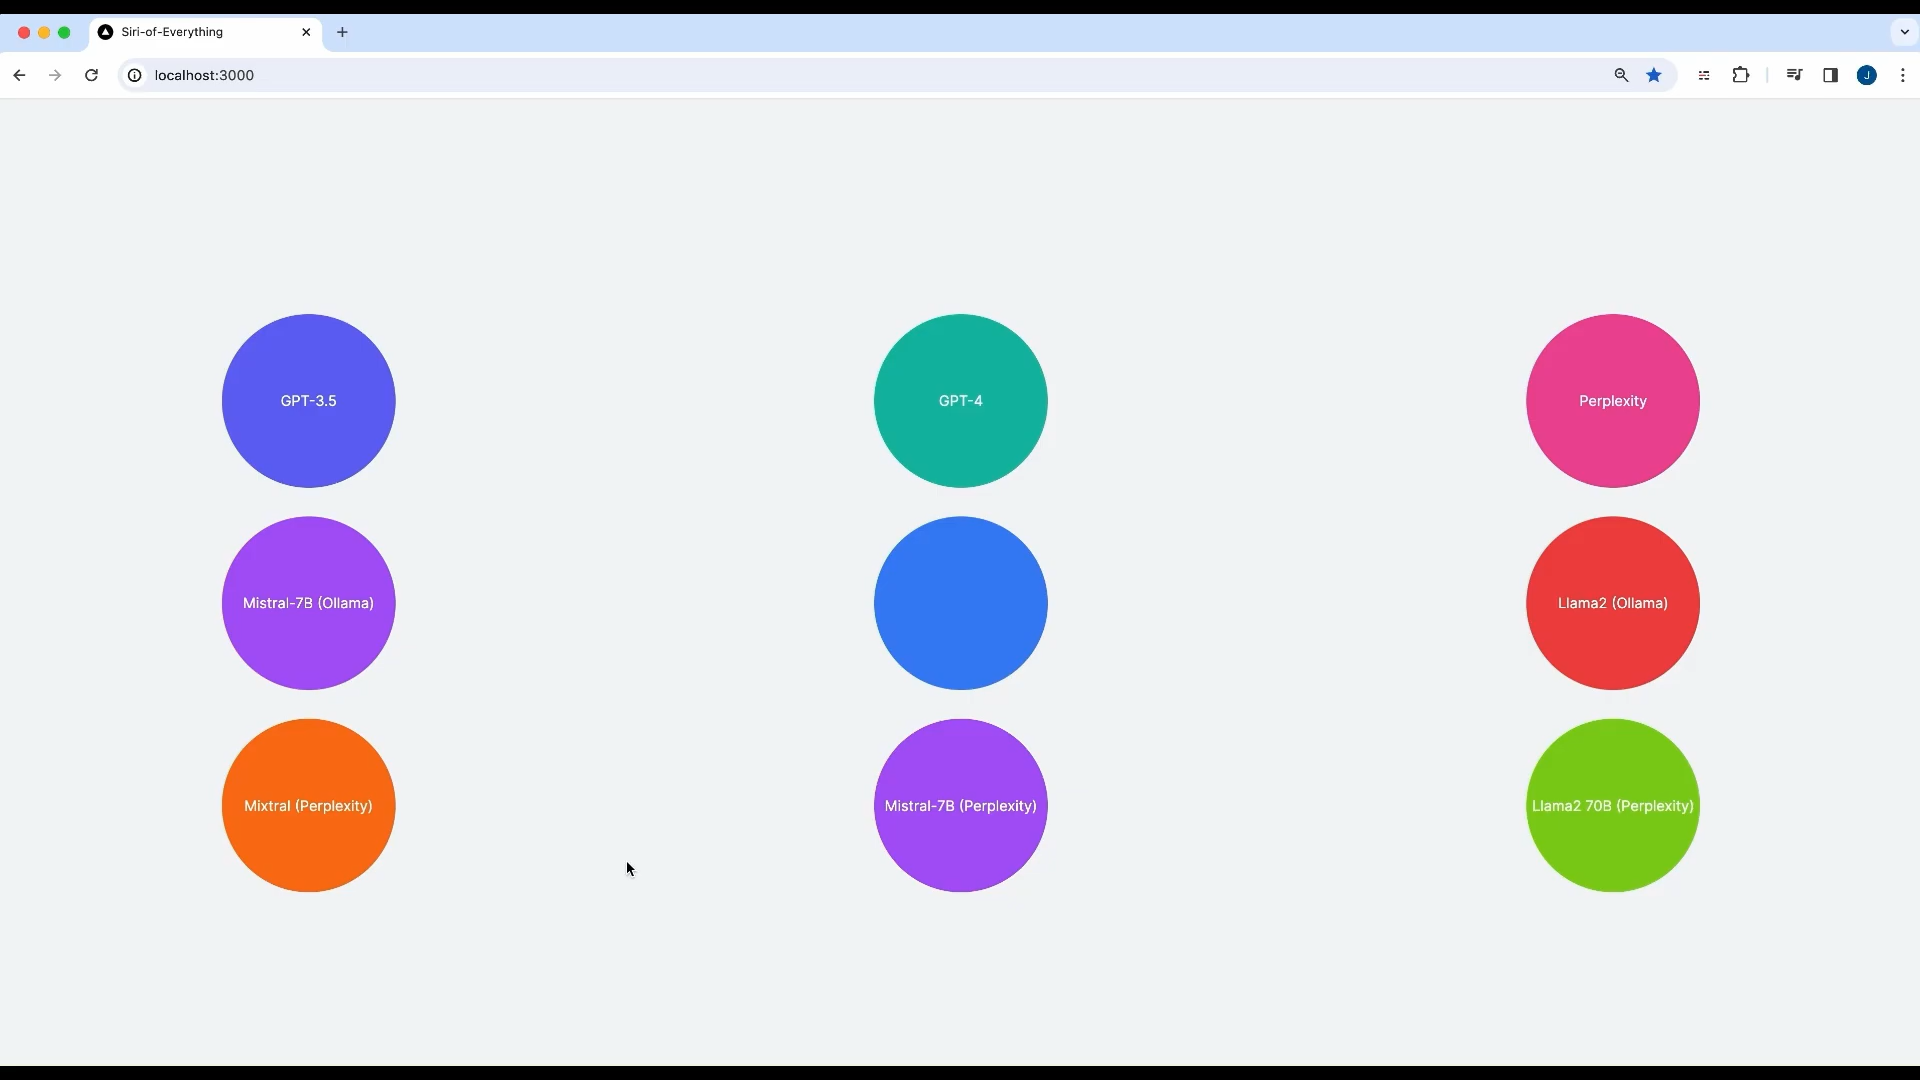 Siri-of-Everything
localhost:3000
J
GPT-3.5
GPT-4
Perplexity
Mistral-7B (Ollama)
Llama2 (Ollama)
Mixtral (Perplexity)
Mistral-7B (Perplexity)
Llama2 70B (Perplexity)